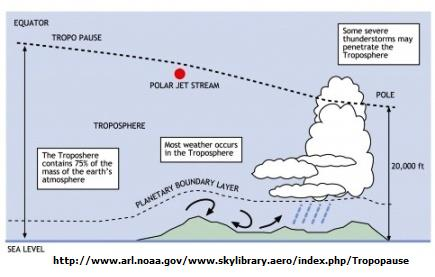 EQUATOR
TROPO PAUSE
Some severe
thunderstorms may
penetrate the
Troposphere
POLAR JET STREAM
POLE
TROPOSPHERE
Most weather occurs
in the Troposphere
The Troposhere
contains 75% of the
mass of the earth's
atmosphere
20,000 ft
PLANETARY BOUNDARY LAYER
SEA LEVEL
http://www.arl.noaa.gov/www.skylibrary.aero/index.php/Tropopause